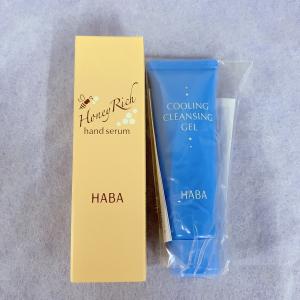 Honey Rich
hand serum
HABA
COOLING
CLEANSING
GEL
HABA